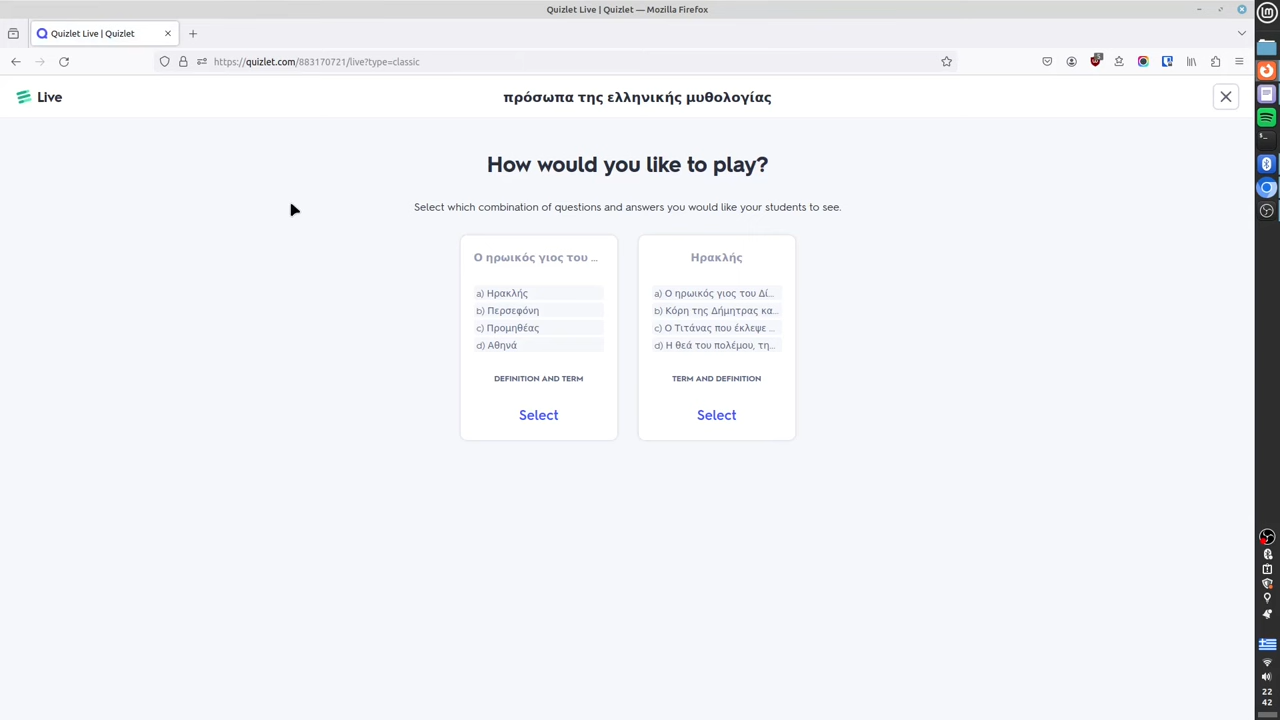 Quizlet Live | Quizlet — Mozilla Firefox
Quizlet Live | Quizlet
https://quizlet.com/883170721/live?type=classic
Live
πρόσωπα της ελληνικής μυθολογίας
How would you like to play?
Select which combination of questions and answers you would like your students to see.
Ο ηρωικός γιος του ...
a) Ηρακλής
b) Περσεφόνη
c) Προμηθέας
d) Αθηνά
DEFINITION AND TERM
Select
Ηρακλής
a) Ο ηρωικός γιος του Δί...
b) Κόρη της Δήμητρας κα...
c) Ο Τιτάνας που έκλεψε ...
d) Η θεά του πολέμου, τη...
TERM AND DEFINITION
Select
22
42